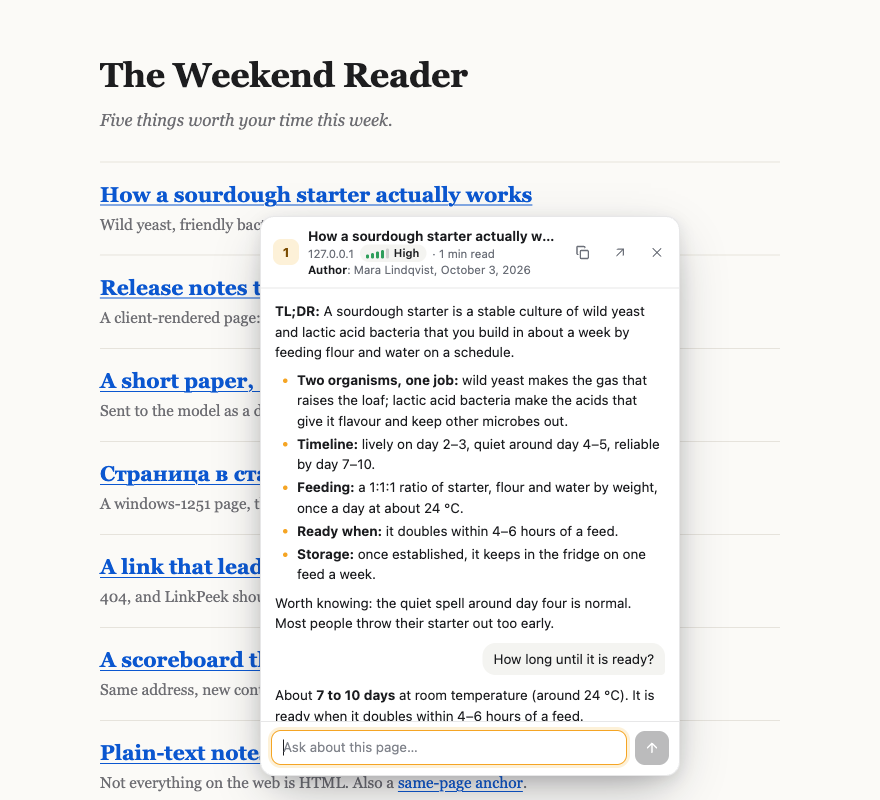 The Weekend Reader
Five things worth your time this week.
How a sourdough starter actually works
Wild yeast, friendly
1
How a sourdough starter actually w...
127.0.0.1 High · 1 min read
Author: Mara Lindqvist, October 3, 2026
TL;DR: A sourdough starter is a stable culture of wild yeast
and lactic acid bacteria that you build in about a week by
feeding flour and water on a schedule.
• Two organisms, one job: wild yeast makes the gas that
raises the loaf; lactic acid bacteria make the acids that
give it flavour and keep other microbes out.
• Timeline: lively on day 2–3, quiet around day 4–5, reliable
by day 7–10.
• Feeding: a 1:1:1 ratio of starter, flour and water by weight,
once a day at about 24 °C.
• Ready when: it doubles within 4–6 hours of a feed.
• Storage: once established, it keeps in the fridge on one
feed a week.
Worth knowing: the quiet spell around day four is normal.
Most people throw their starter out too early.
How long until it is ready?
About 7 to 10 days at room temperature (around 24 °C). It is
ready when it doubles within 4–6 hours of a feed.
Ask about this page...
Release notes
A client-rendered page:
A short paper,
Sent to the model as a
Страница в
A windows-1251 page,
A link that
404, and LinkPeek
A scoreboard
Same address, new
Plain-text
Not everything on the web is HTML. Also a same-page anchor.